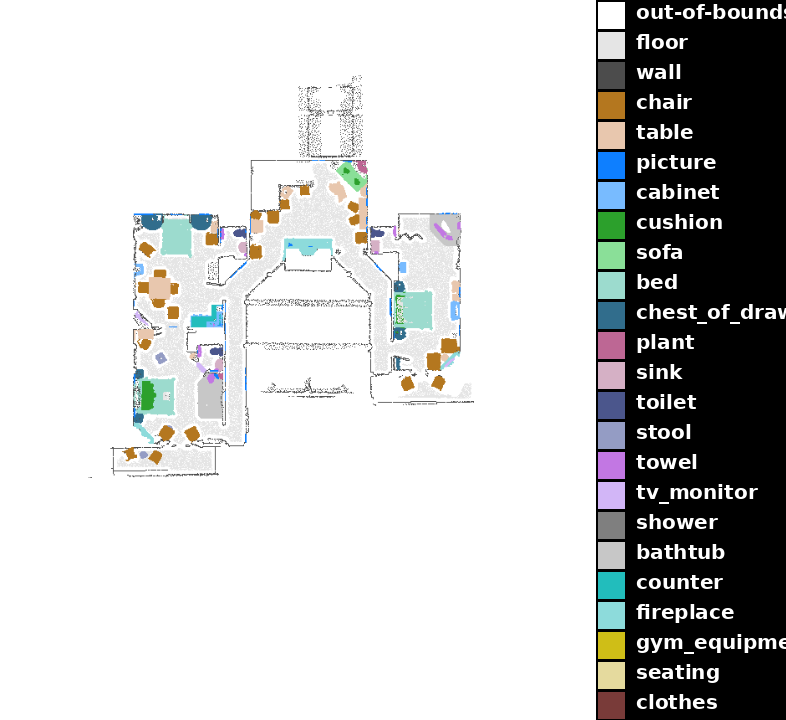 out-of-bounds
floor
wall
chair
table
picture
cabinet
cushion
sofa
bed
chest_of_draw
plant
sink
toilet
stool
towel
tv_monitor
shower
bathtub
counter
fireplace
gym_equipme
seating
clothes